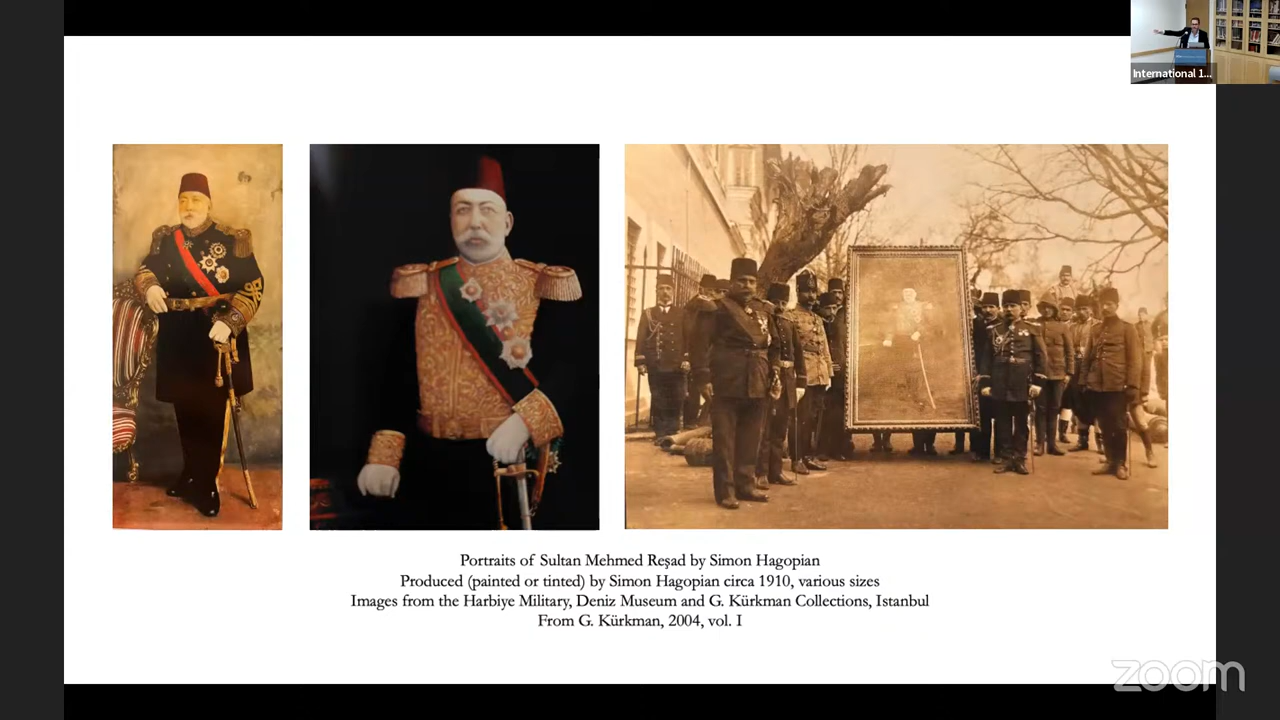 International 1...
Portraits of Sultan Mehmed Reşad by Simon Hagopian
Produced (painted or tinted) by Simon Hagopian circa 1910, various sizes
Images from the Harbiye Military, Deniz Museum and G. Kürkman Collections, Istanbul
From G. Kürkman, 2004, vol. I
zoom